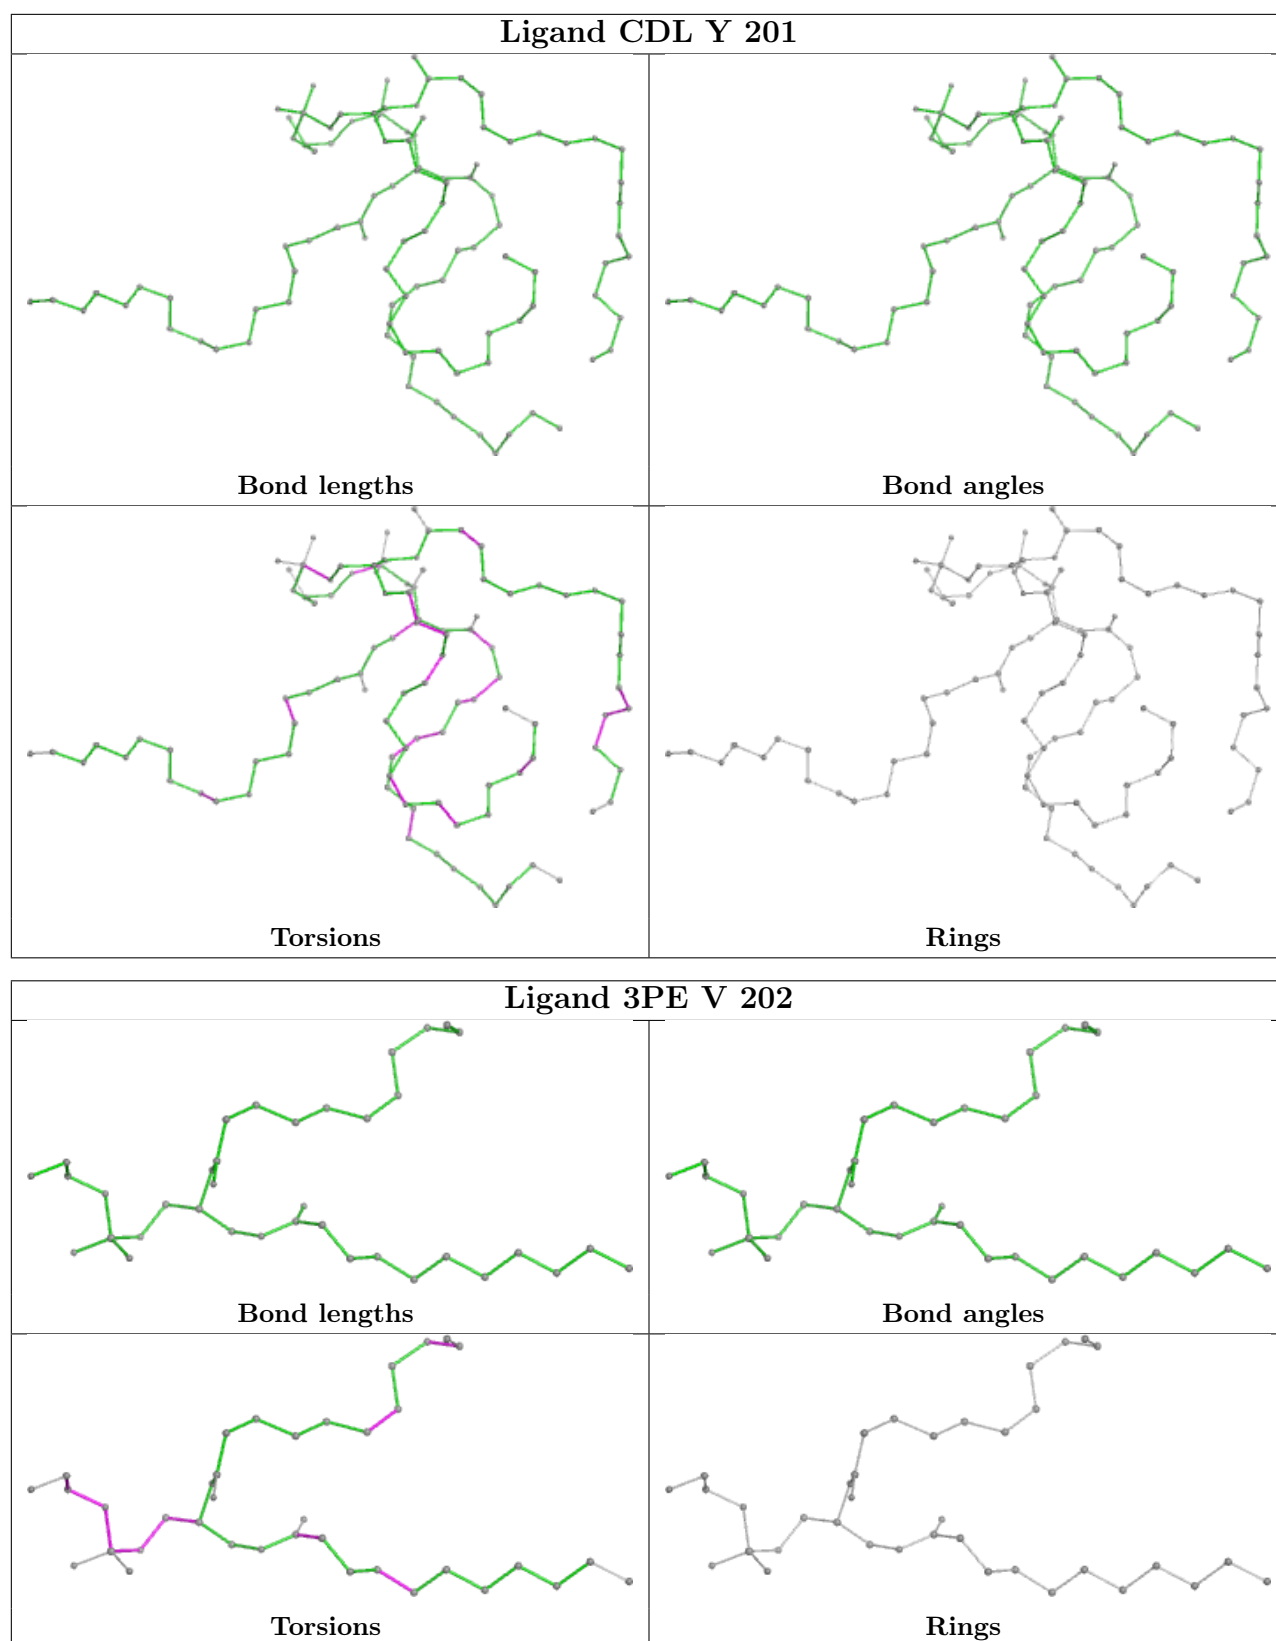 Ligand CDL Y 201
Bond lengths
Bond angles
Torsions
Rings
Ligand 3PE V 202
Bond lengths
Bond angles
Torsions
Rings